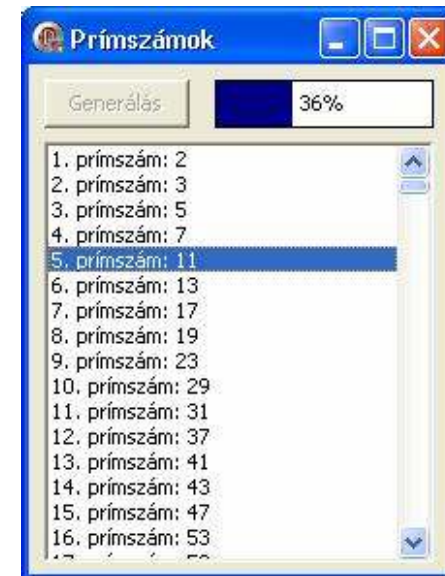 Prímszámok
Generálás 36%
1. prímszám: 2
2. prímszám: 3
3. prímszám: 5
4. prímszám: 7
5. prímszám: 11
6. prímszám: 13
7. prímszám: 17
8. prímszám: 19
9. prímszám: 23
10. prímszám: 29
11. prímszám: 31
12. prímszám: 37
13. prímszám: 41
14. prímszám: 43
15. prímszám: 47
16. prímszám: 53